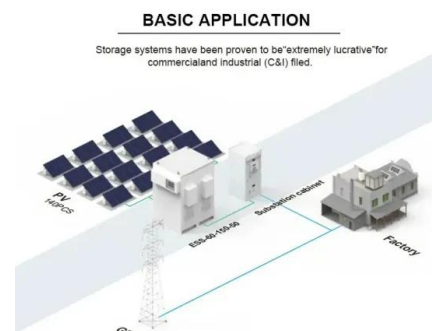 BASIC APPLICATION
Storage systems have been proven to be“extremely lucrative”for
commercialand industrial (C&I) filed.
PV
140PCS
ESS-60-150-50
Substation cabinet
Factory